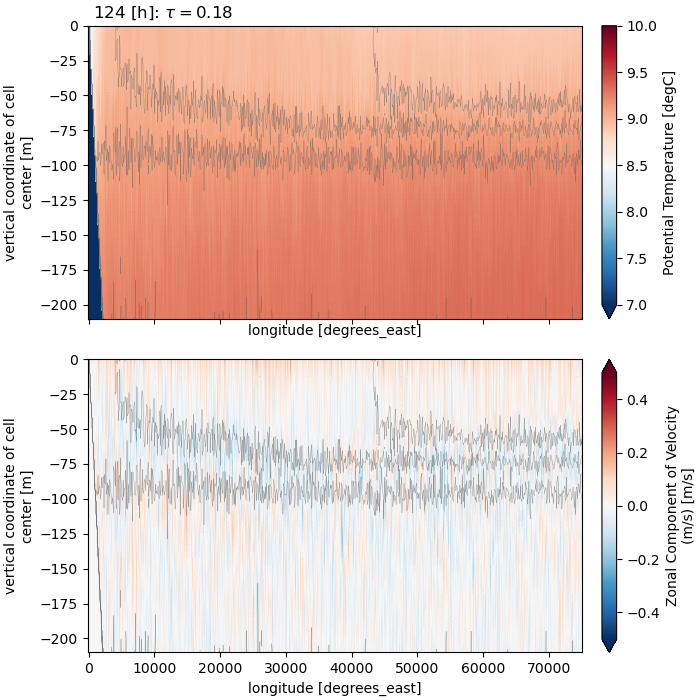 124 [h]: τ = 0.18
0
−25
−50
−75
−100
−125
−150
−175
−200
vertical coordinate of cell
center [m]
longitude [degrees_east]
10.0
9.5
9.0
8.5
8.0
7.5
7.0
Potential Temperature [degC]
0
−25
−50
−75
−100
−125
−150
−175
−200
vertical coordinate of cell
center [m]
0 10000 20000 30000 40000 50000 60000 70000
longitude [degrees_east]
0.4
0.2
0.0
−0.2
−0.4
Zonal Component of Velocity
(m/s) [m/s]